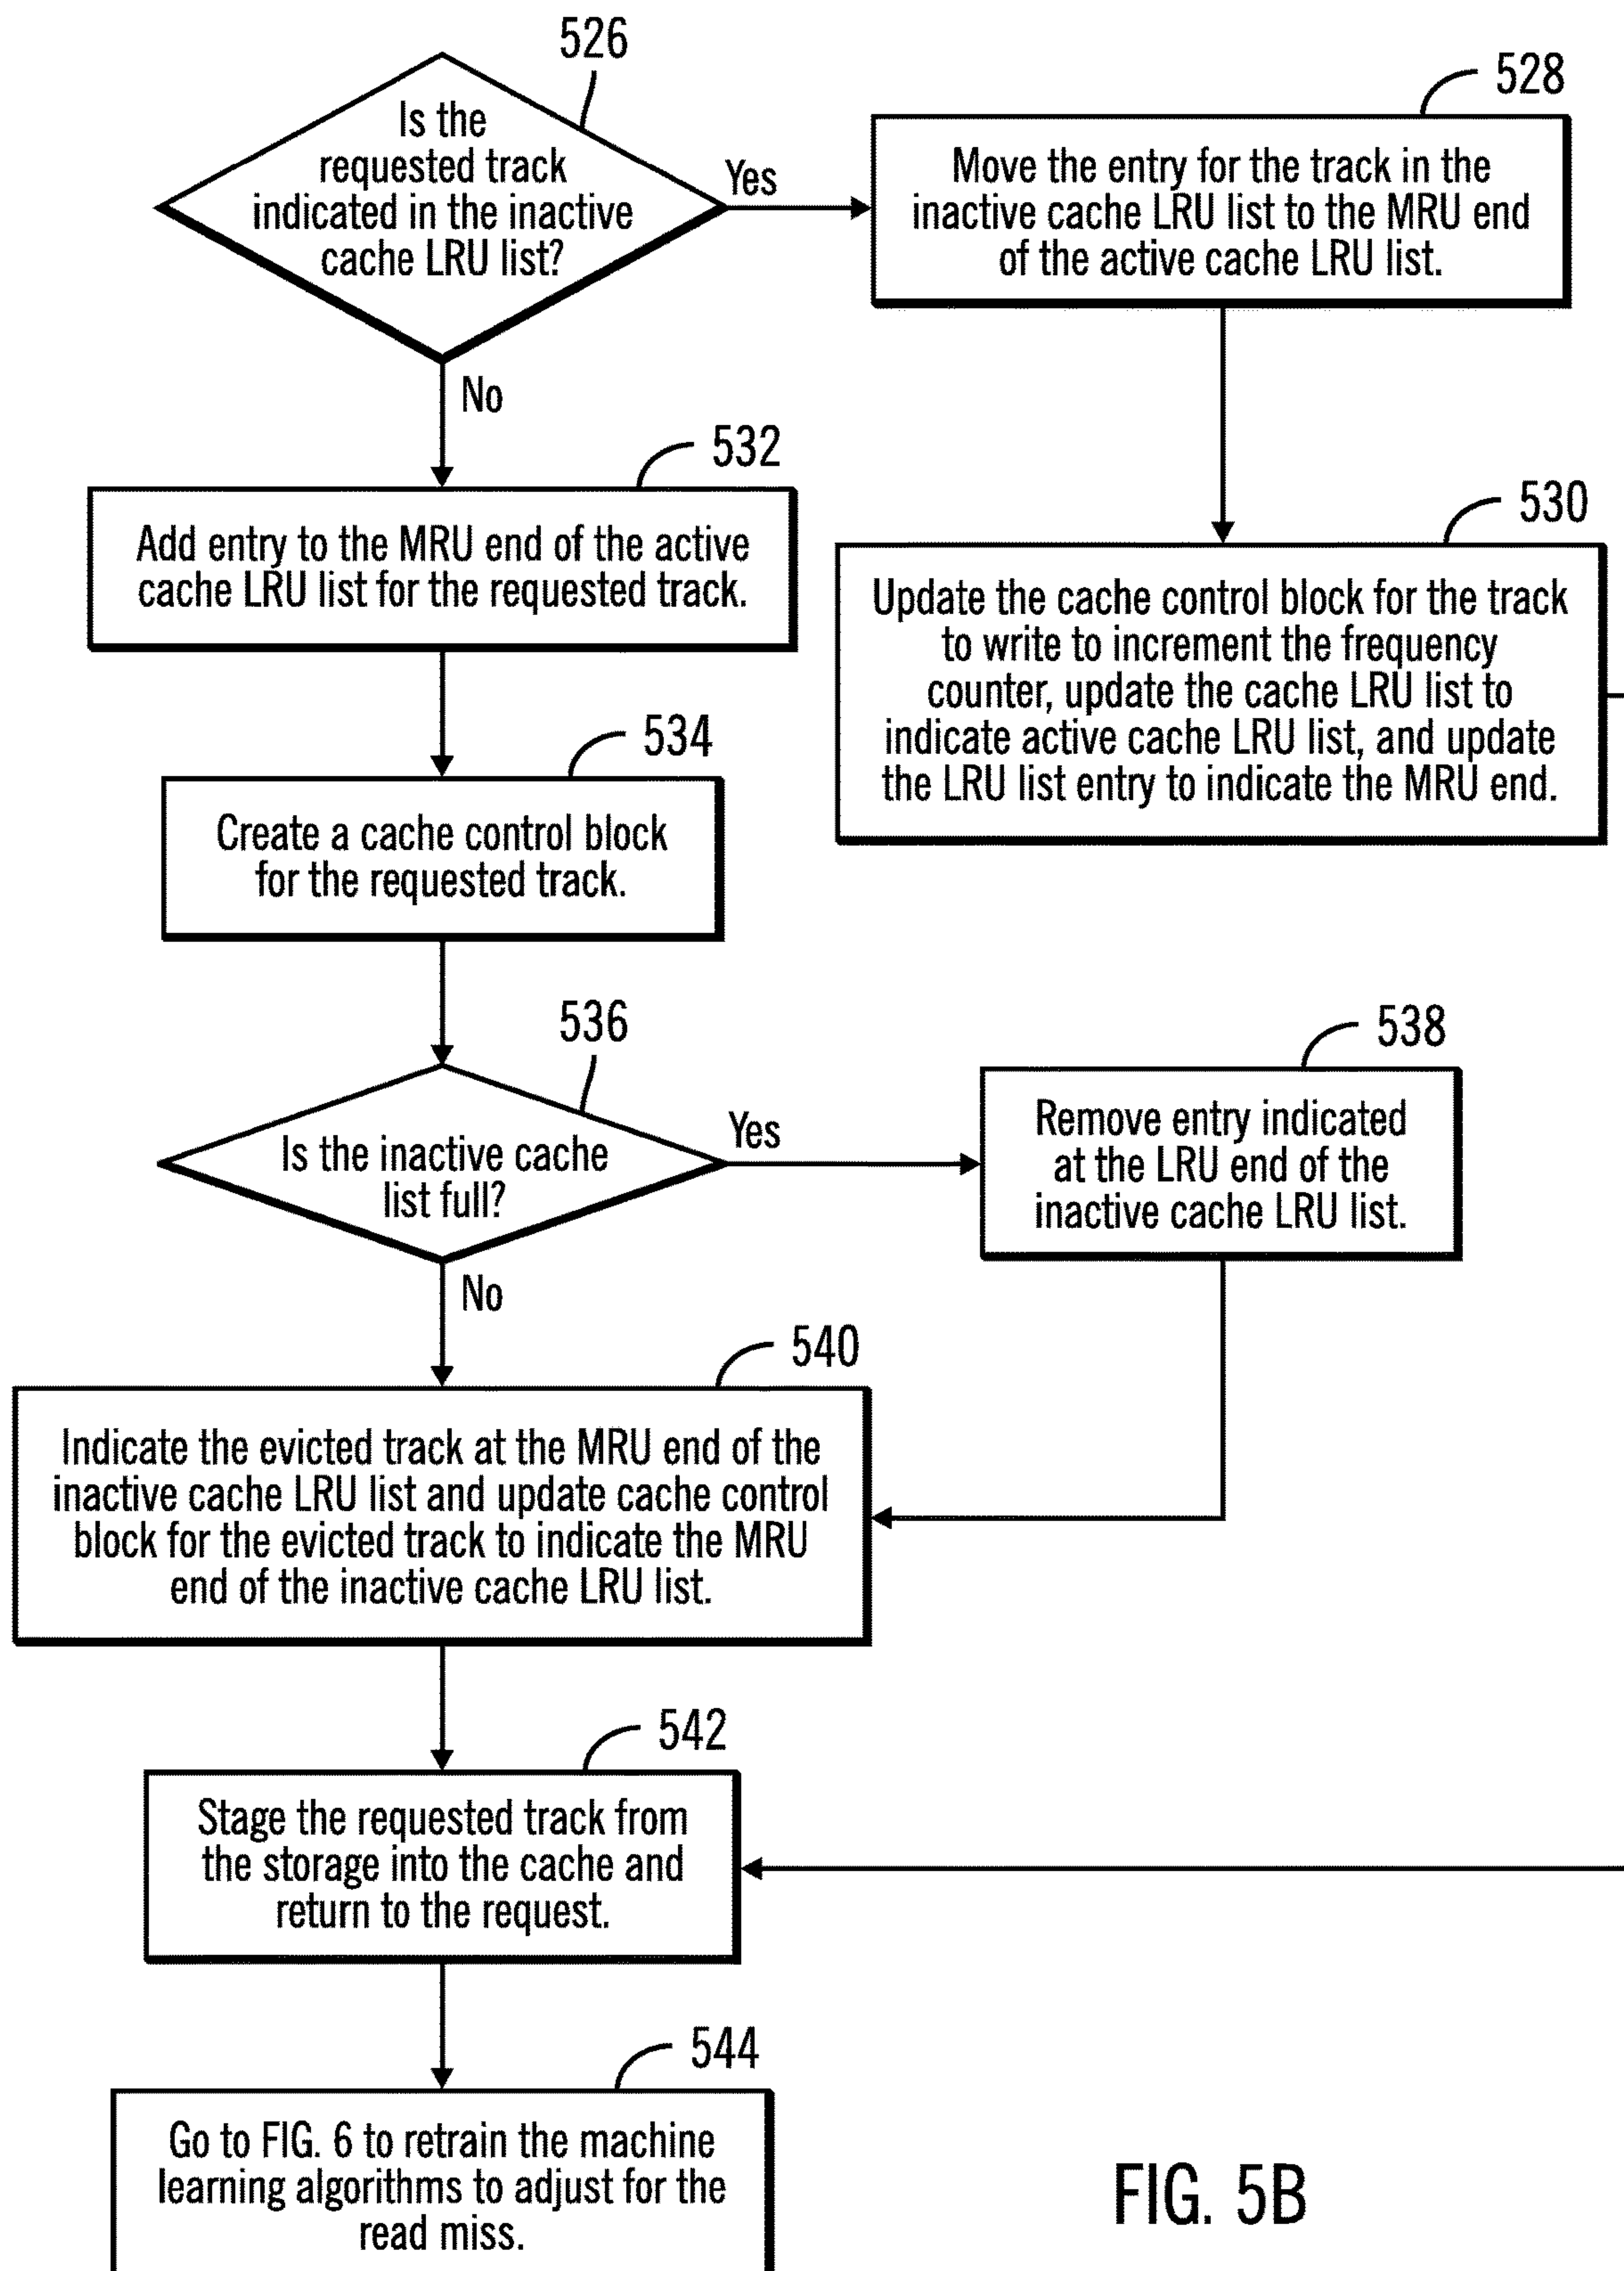 526
Is the
requested track
indicated in the inactive
cache LRU list?
Yes
528
Move the entry for the track in the
inactive cache LRU list to the MRU end
of the active cache LRU list.
No
532
Add entry to the MRU end of the active
cache LRU list for the requested track.
530
Update the cache control block for the track
to write to increment the frequency
counter, update the cache LRU list to
indicate active cache LRU list, and update
the LRU list entry to indicate the MRU end.
534
Create a cache control block
for the requested track.
536
Is the inactive cache
list full?
Yes
538
Remove entry indicated
at the LRU end of the
inactive cache LRU list.
No
540
Indicate the evicted track at the MRU end of the
inactive cache LRU list and update cache control
block for the evicted track to indicate the MRU
end of the inactive cache LRU list.
542
Stage the requested track from
the storage into the cache and
return to the request.
544
Go to FIG. 6 to retrain the machine
learning algorithms to adjust for the
read miss.
FIG. 5B